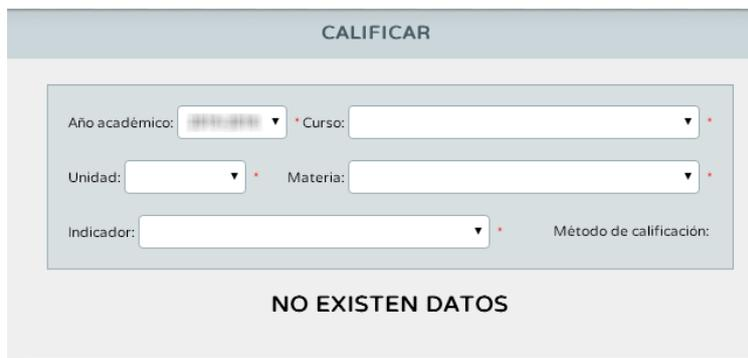 CALIFICAR
Año académico: * Curso: *
Unidad: * Materia: *
Indicador: * Método de calificación:
NO EXISTEN DATOS